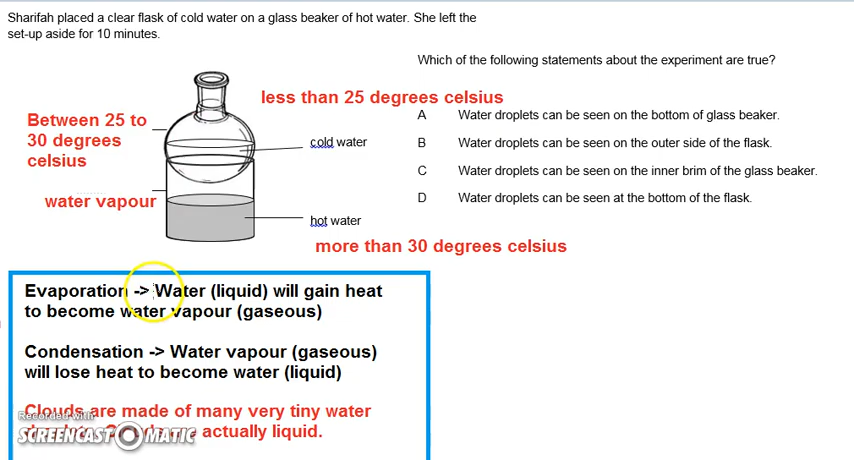 Sharifah placed a clear flask of cold water on a glass beaker of hot water. She left the
set-up aside for 10 minutes.
Which of the following statements about the experiment are true?
less than 25 degrees celsius
Between 25 to
30 degrees
celsius
cold water
water vapour
hot water
more than 30 degrees celsius
A Water droplets can be seen on the bottom of glass beaker.
B Water droplets can be seen on the outer side of the flask.
C Water droplets can be seen on the inner brim of the glass beaker.
D Water droplets can be seen at the bottom of the flask.
Evaporation -> Water (liquid) will gain heat
to become water vapour (gaseous)
Condensation -> Water vapour (gaseous)
will lose heat to become water (liquid)
Clouds are made of many very tiny water
actually liquid.
Recorded with
SCREENCAST MATIC